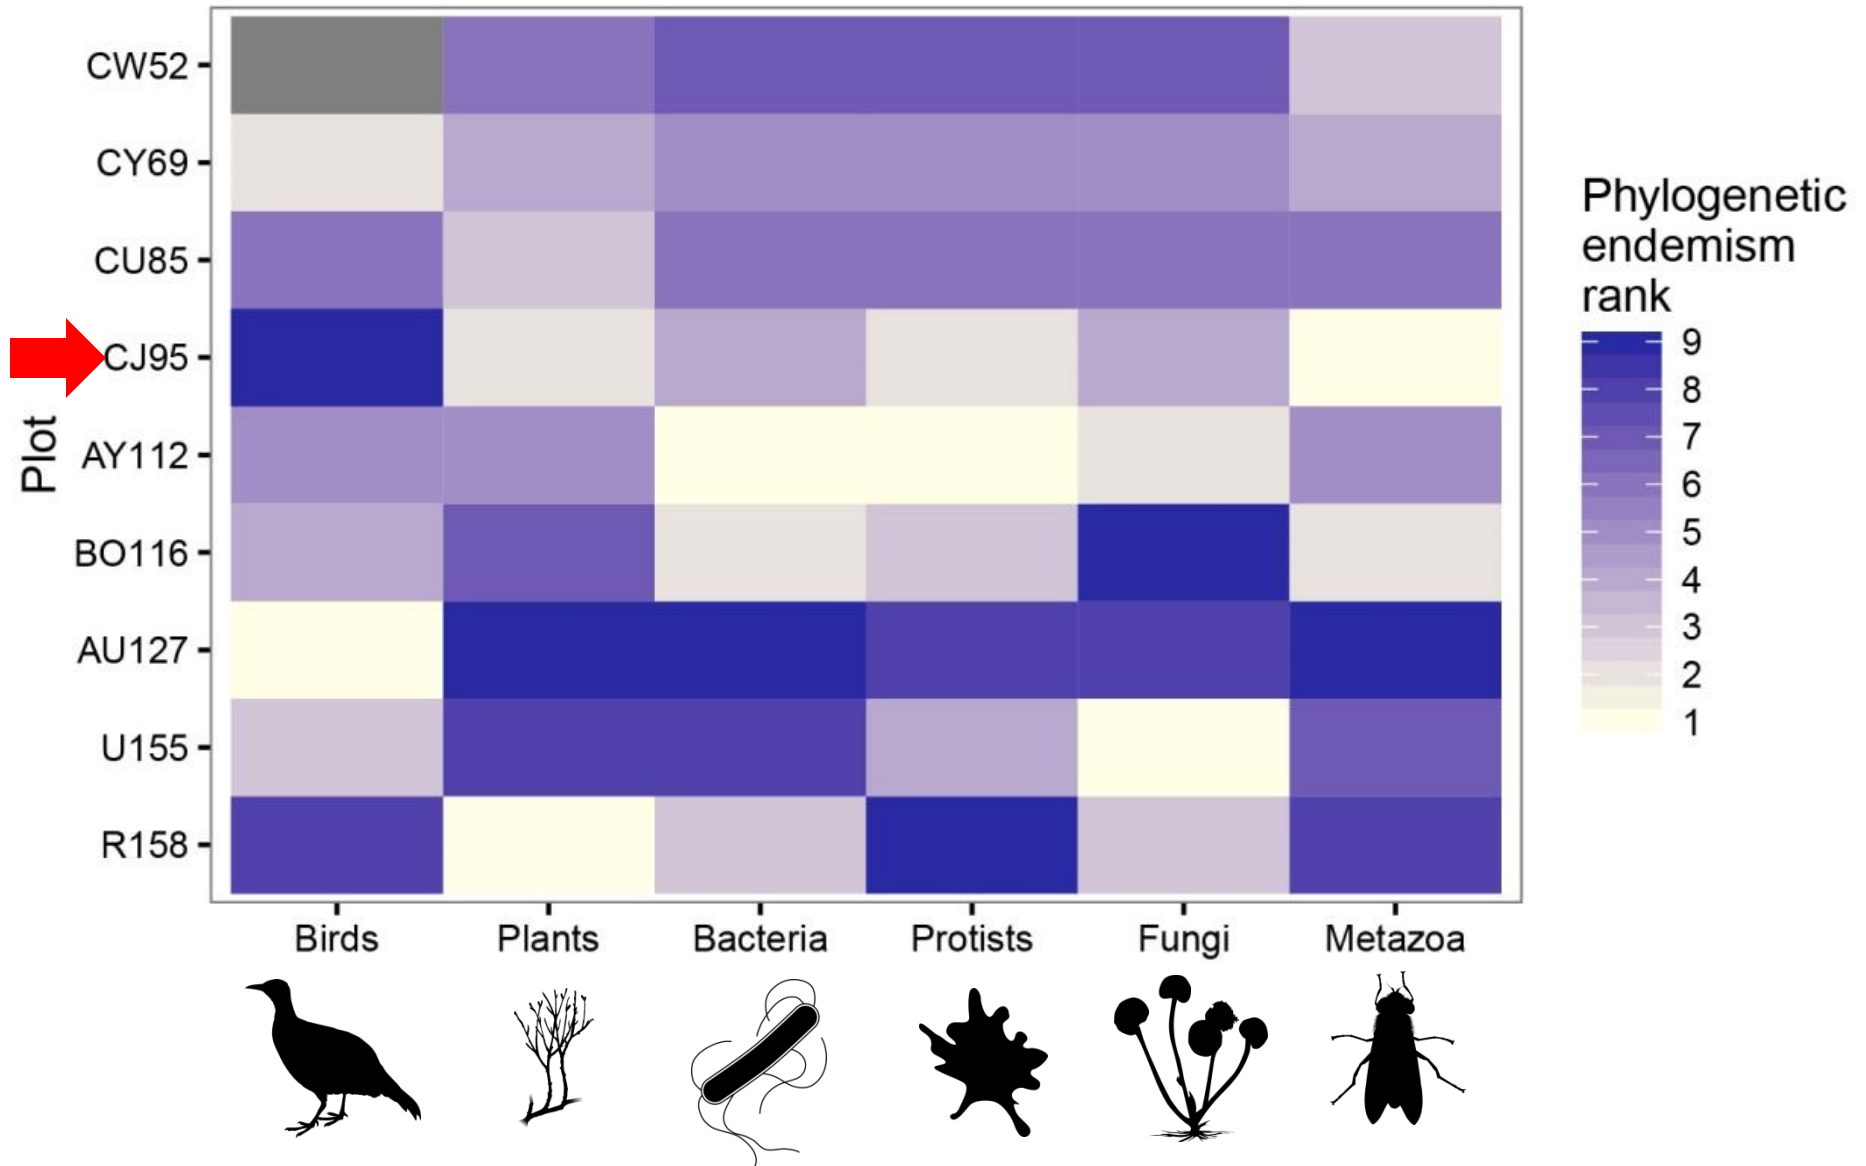 CW52
CY69
CU85
CJ95
AY112
BO116
AU127
U155
R158
Plot
Birds Plants Bacteria Protists Fungi Metazoa
Phylogenetic
endemism
rank
9
8
7
6
5
4
3
2
1